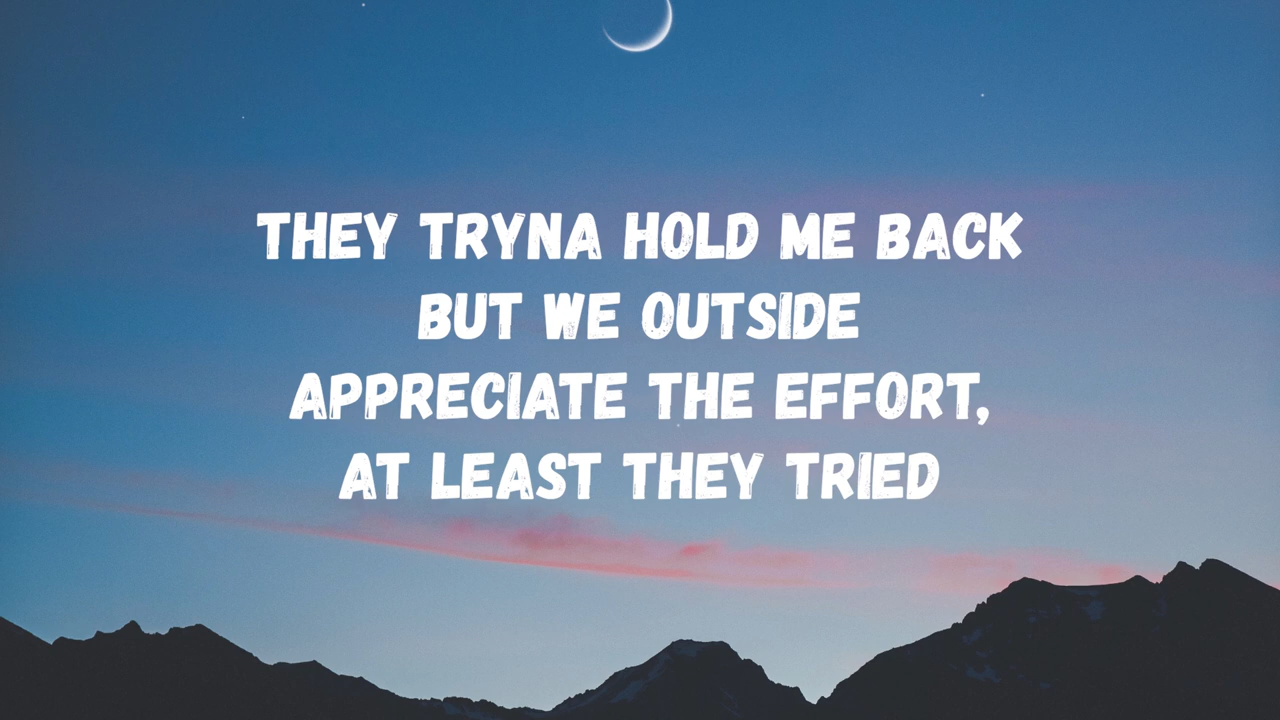 THEY TRYNA HOLD ME BACK
BUT WE OUTSIDE
APPRECIATE THE EFFORT,
AT LEAST THEY TRIED